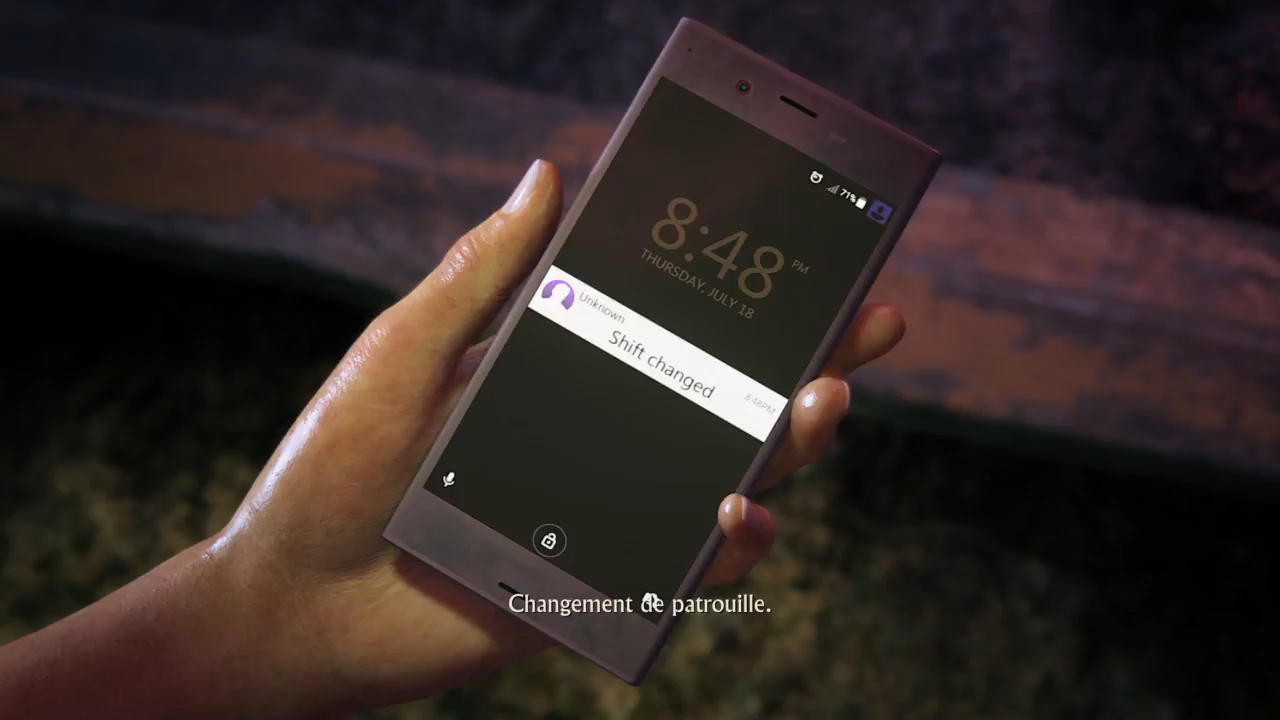 71%
8:48 PM
THURSDAY, JULY 18
Unknown
Shift changed
8:48PM
Changement de patrouille.